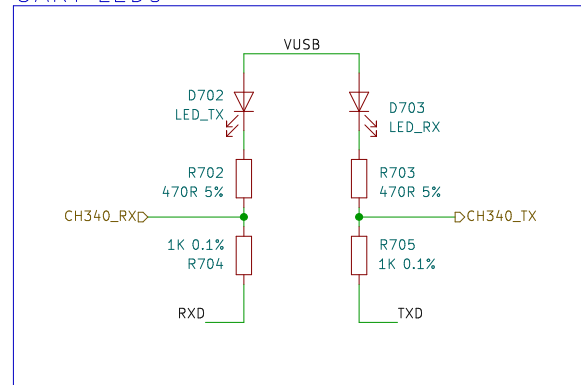 VUSB
D702
LED_TX
D703
LED_RX
R702
470R 5%
R703
470R 5%
CH340_RX
CH340_TX
1K 0.1%
R704
R705
1K 0.1%
RXD
TXD